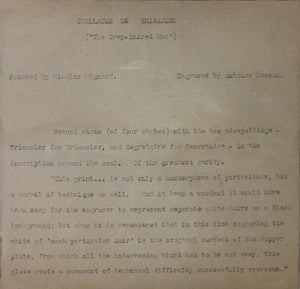 GUILLAUME DE BRISACIER
("The Grey-Haired Man")
Painted by Nicolas Mignard. Engraved by Antoine Masson.
Second state (of four states) with the two misspellings -
Brisasier for Brisacier, and Segretaire for Secretaire - in the
inscription around the oval. Of the greatest rarity.
"This print... is not only a masterpiece of portraiture, but
a marvel of technique as well. Had it been a woodcut it would have
been easy for the engraver to represent separate white hairs on a black
background; but when it is remembered that in this line engraving the
white of 'each particular hair' is the original surface of the copper
plate, from which all the intervening black had to be cut away, this
plate rests a monument of technical difficulty successfully overcome."